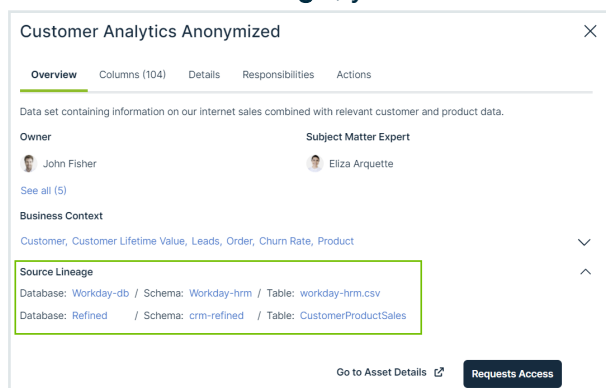 Customer Analytics Anonymized
Overview Columns (104) Details Responsibilities Actions
Data set containing information on our internet sales combined with relevant customer and product data.
Owner Subject Matter Expert
John Fisher Eliza Arquette
See all (5)
Business Context
Customer, Customer Lifetime Value, Leads, Order, Churn Rate, Product
Source Lineage
Database: Workday-db / Schema: Workday-hrm / Table: workday-hrm.csv
Database: Refined / Schema: crm-refined / Table: CustomerProductSales
Go to Asset Details Requests Access